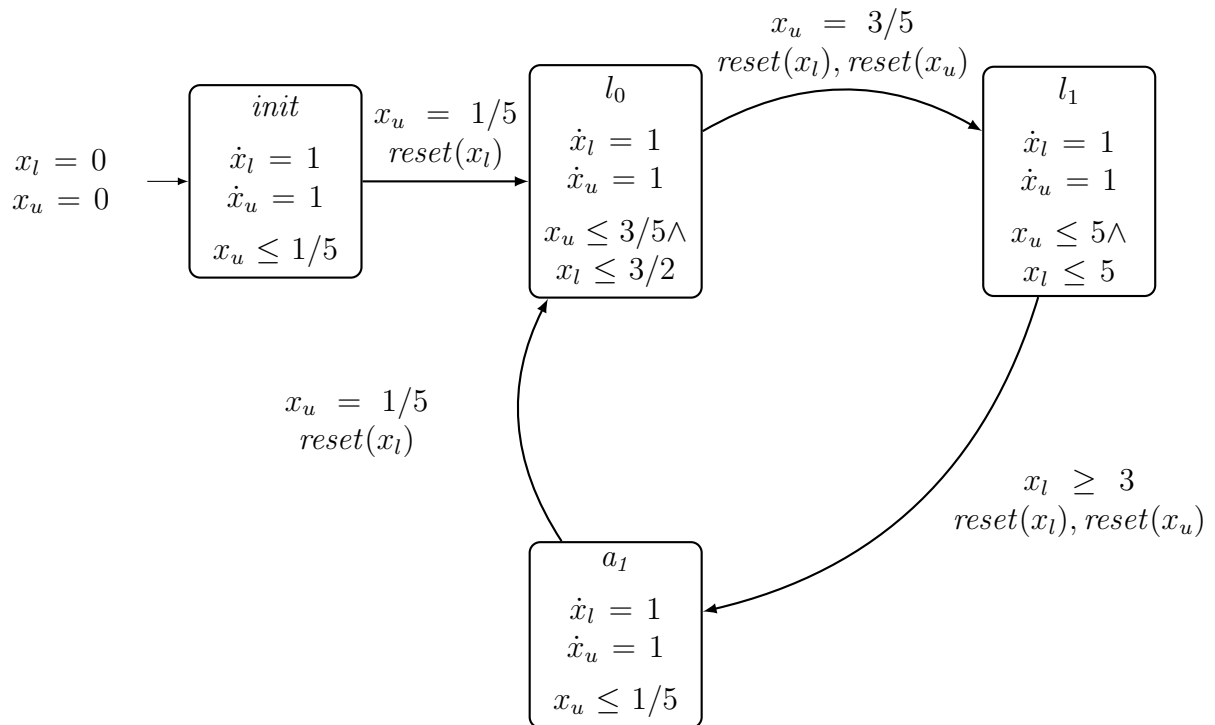 x_l = 0
x_u = 0
init
ẋ_l = 1
ẋ_u = 1
x_u ≤ 1/5
x_u = 1/5
reset(x_l)
l_0
ẋ_l = 1
ẋ_u = 1
x_u ≤ 3/5∧
x_l ≤ 3/2
x_u = 3/5
reset(x_l), reset(x_u)
l_1
ẋ_l = 1
ẋ_u = 1
x_u ≤ 5∧
x_l ≤ 5
x_u = 1/5
reset(x_l)
x_l ≥ 3
reset(x_l), reset(x_u)
a_1
ẋ_l = 1
ẋ_u = 1
x_u ≤ 1/5